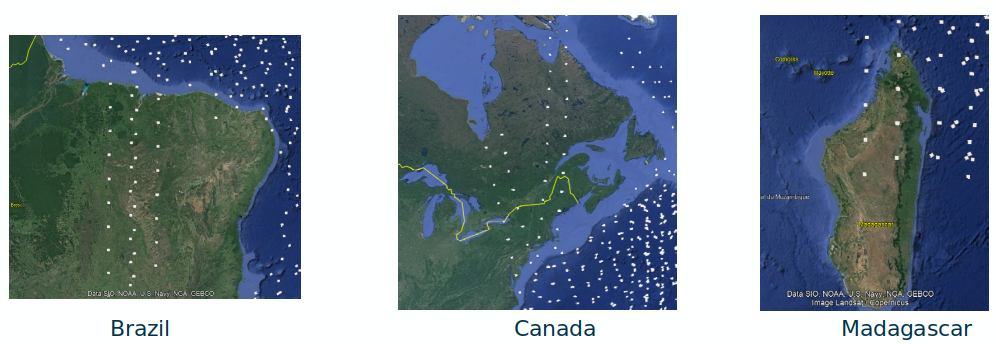 Comoros
Mayotte
Madagascar
Data SIO, NOAA, U.S. Navy, NGA, GEBCO
Data SIO, NOAA, U.S. Navy, NGA, GEBCO
Image Landsat / Copernicus
Brazil
Canada
Madagascar